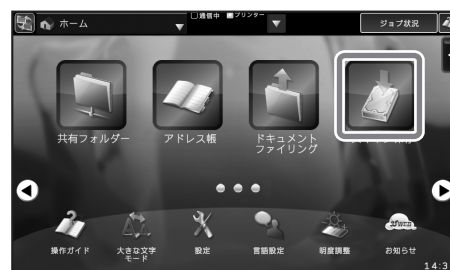 ホーム
通信中 プリンター
ジョブ状況
共有フォルダー
アドレス帳
ドキュメント
ファイリング
操作ガイド
大きな文字
モード
設定
言語設定
明度調整
お知らせ